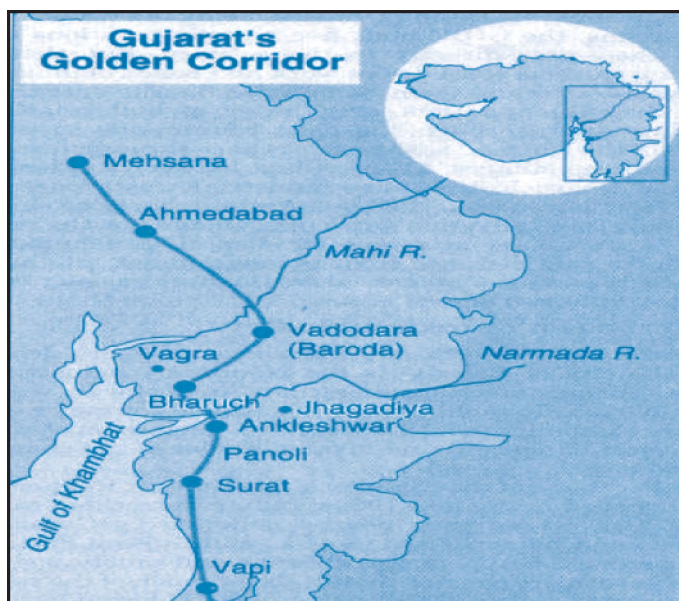 Gujarat's
Golden Corridor
Mehsana
Ahmedabad
Mahi R.
Vadodara
(Baroda)
Vagra
Narmada R.
Bharuch
Jhagadiya
Ankleshwar
Panoli
Gulf of Khambhat
Surat
Vapi